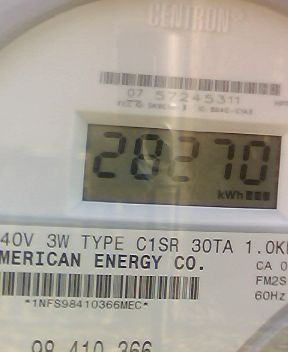 CENTRON
07 57245311
28270
kWh
40V 3W TYPE C1SR 30TA 1.0K
MERICAN ENERGY CO.
CA 0
FM2S
*1NFS98410366MEC*
60Hz
98 410 366